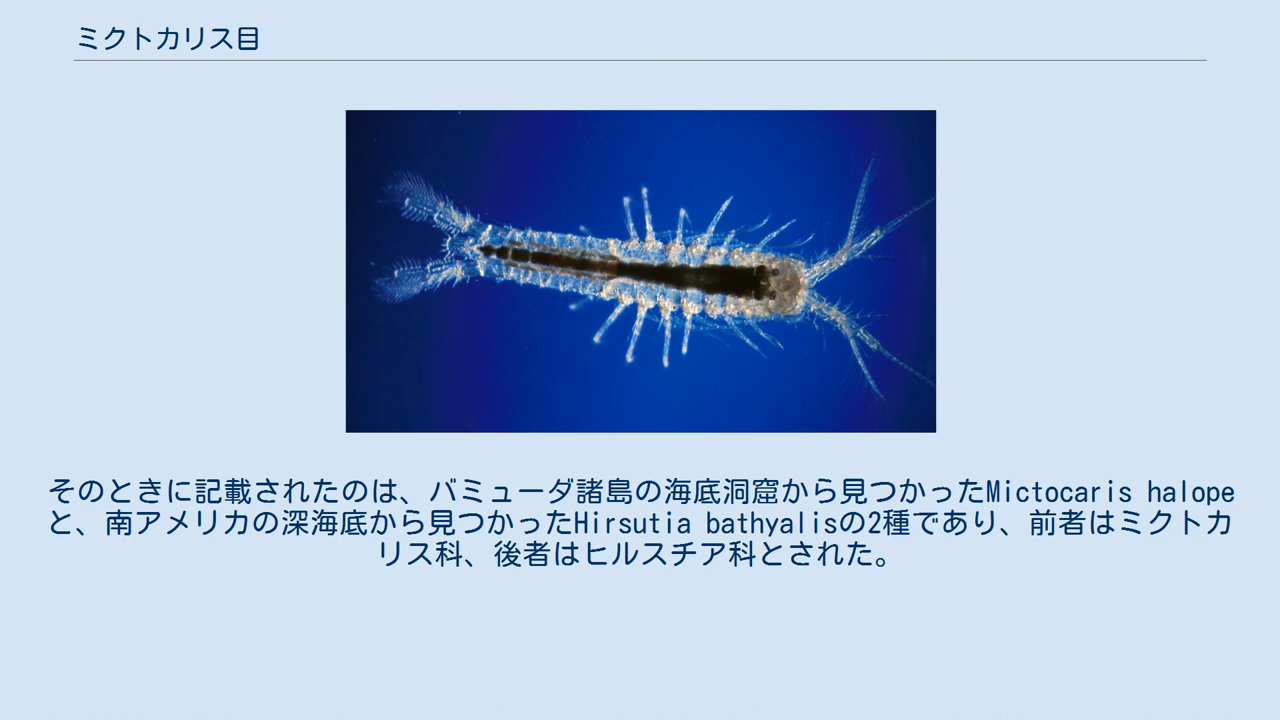 ミクトカリス目
そのときに記載されたのは、バミューダ諸島の海底洞窟から見つかったMictocaris halope
と、南アメリカの深海底から見つかったHirsutia bathyalisの2種であり、前者はミクトカ
リス科、後者はヒルスチア科とされた。